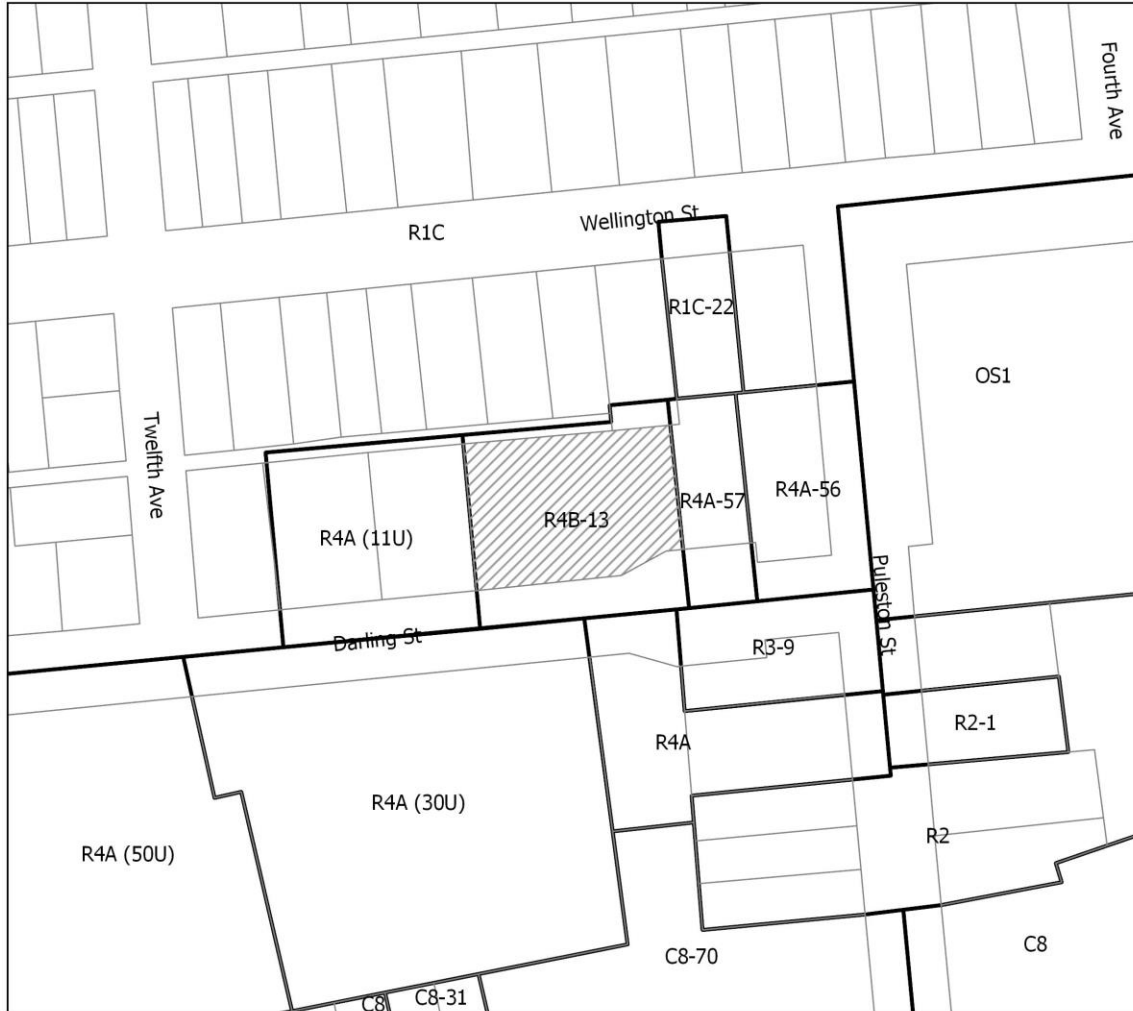 Fourth Ave
Wellington St
R1C
R1C-22
OS1
Twelfth Ave
R4A-57
R4A-56
R4A (11U)
R4B-13
Puleston St
Darling St
R3-9
R2-1
R4A
R4A (30U)
R4A (50U)
R2
C8-70
C8
C8-31
C8